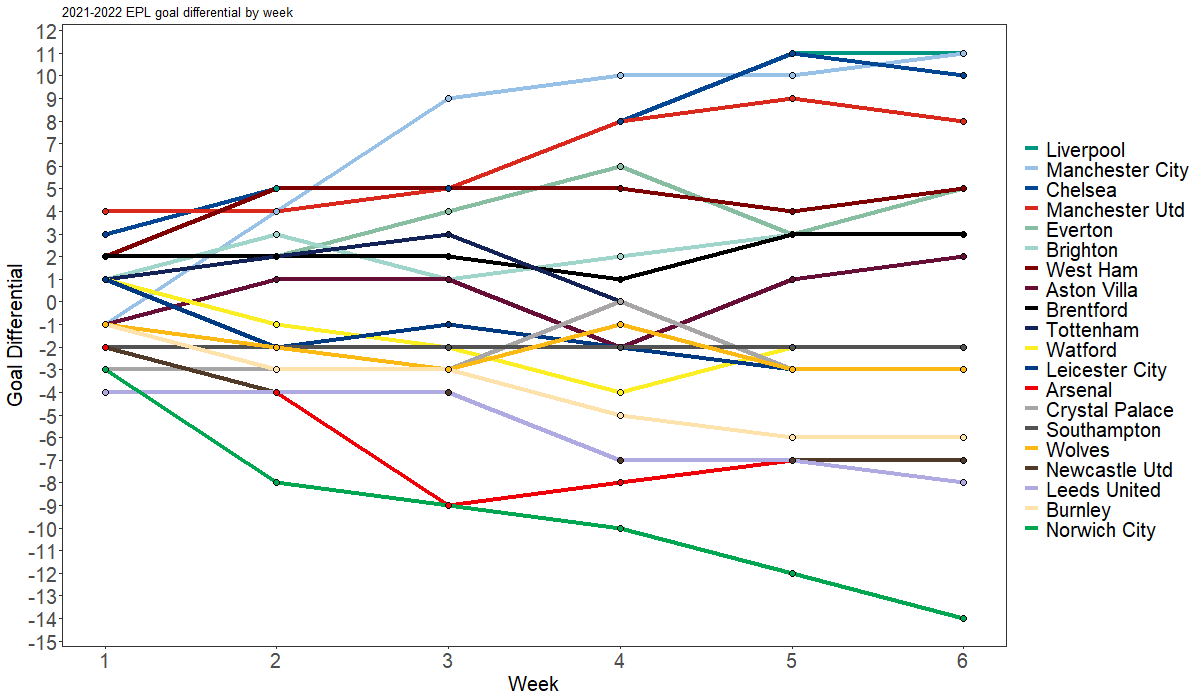 2021-2022 EPL goal differential by week
12
11
10
9
8
7
6
5
4
3
2
1
0
-1
-2
-3
-4
-5
-6
-7
-8
-9
-10
-11
-12
-13
-14
-15
Goal Differential
1 2 3 4 5 6
Week
Liverpool
Manchester City
Chelsea
Manchester Utd
Everton
Brighton
West Ham
Aston Villa
Brentford
Tottenham
Watford
Leicester City
Arsenal
Crystal Palace
Southampton
Wolves
Newcastle Utd
Leeds United
Burnley
Norwich City